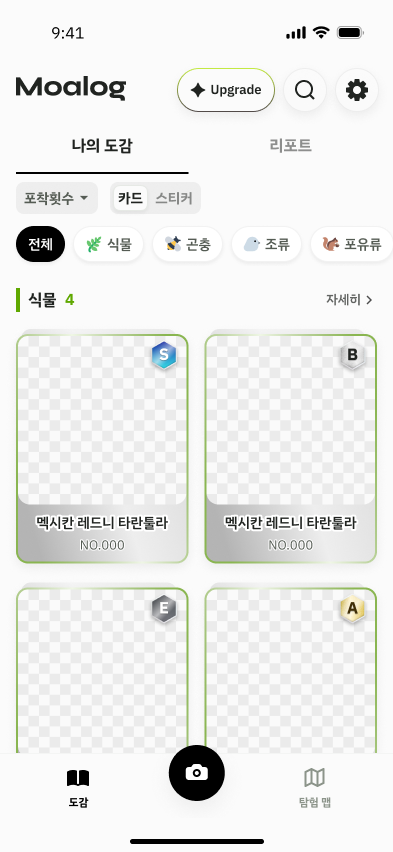 9:41
Moalog
Upgrade
나의 도감
리포트
포착횟수
카드
스티커
전체
식물
곤충
조류
포유류
식물 4
자세히
S
B
멕시칸 레드니 타란툴라
NO.000
멕시칸 레드니 타란툴라
NO.000
E
A
도감
탐험 맵